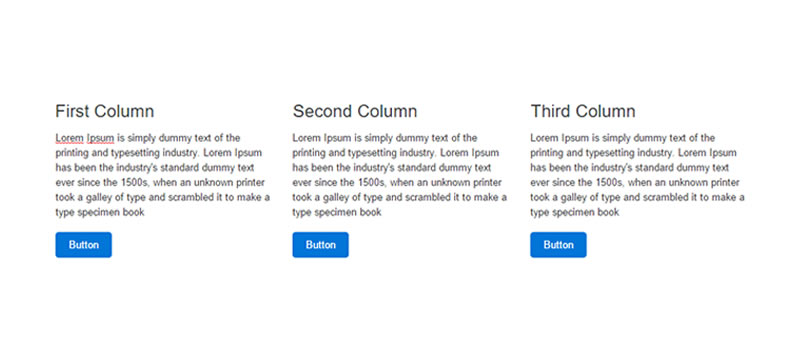 First Column
Lorem Ipsum is simply dummy text of the
printing and typesetting industry. Lorem Ipsum
has been the industry's standard dummy text
ever since the 1500s, when an unknown printer
took a galley of type and scrambled it to make a
type specimen book
Button
Second Column
Lorem Ipsum is simply dummy text of the
printing and typesetting industry. Lorem Ipsum
has been the industry's standard dummy text
ever since the 1500s, when an unknown printer
took a galley of type and scrambled it to make a
type specimen book
Button
Third Column
Lorem Ipsum is simply dummy text of the
printing and typesetting industry. Lorem Ipsum
has been the industry's standard dummy text
ever since the 1500s, when an unknown printer
took a galley of type and scrambled it to make a
type specimen book
Button